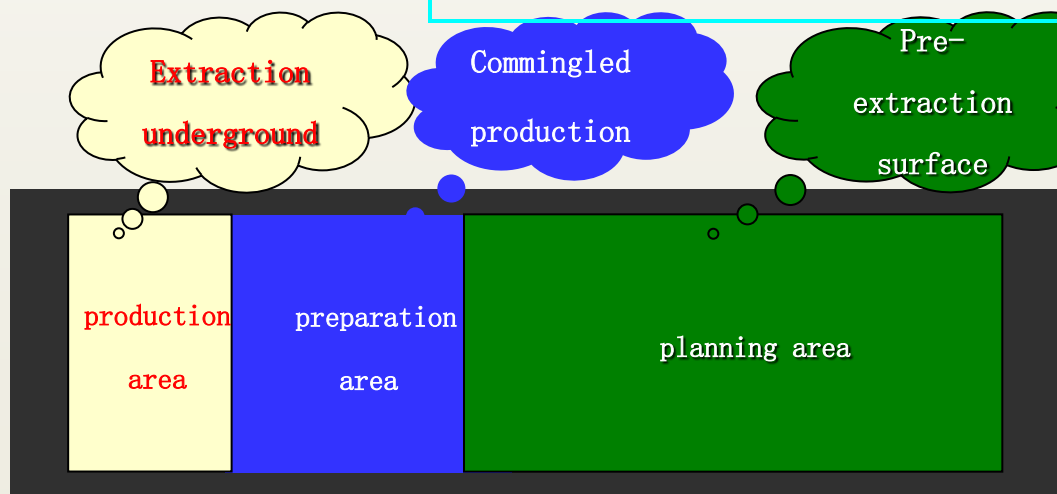 Extraction
underground
Commingled
production
Pre-
extraction
surface
production
area
preparation
area
planning area